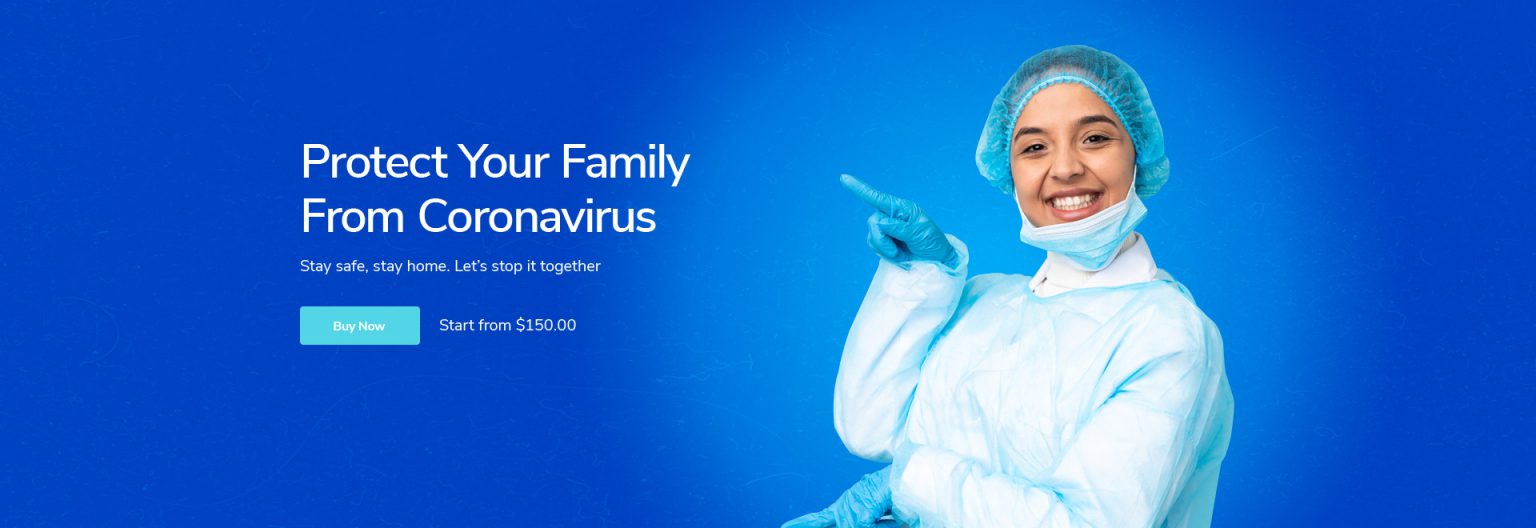 Protect Your Family
From Coronavirus
Stay safe, stay home. Let’s stop it together
Buy Now
Start from $150.00